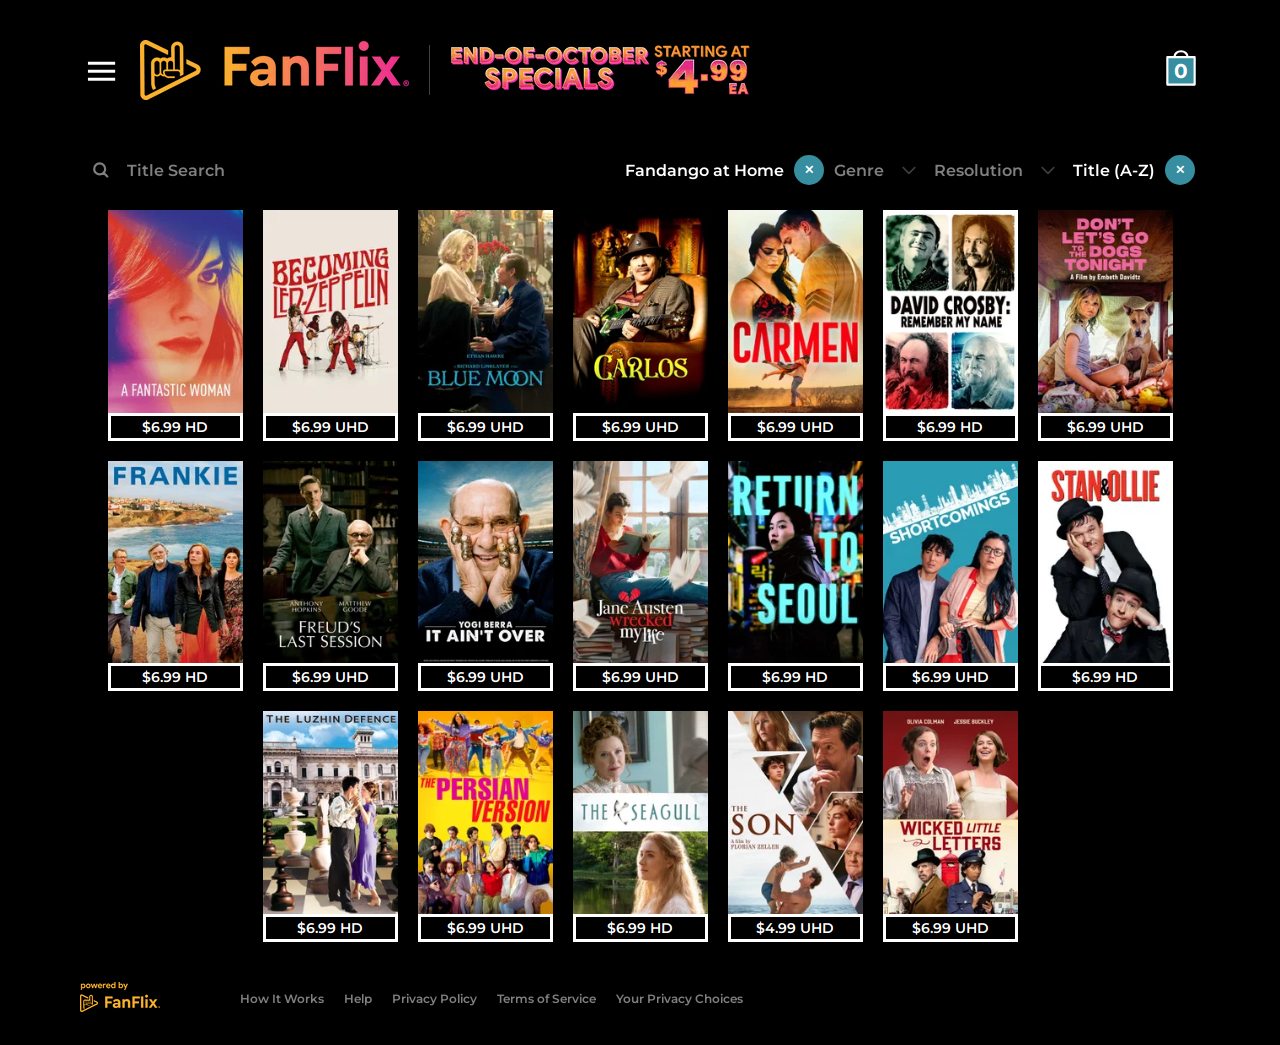 FanFlix®
END-OF-OCTOBER SPECIALS
STARTING AT $4.99 EA
0
Title Search
Fandango at Home ×
Genre
Resolution
Title (A-Z) ×
A FANTASTIC WOMAN
BECOMING LED-ZEPPELIN
ETHAN HAWKE
BLUE MOON
CARLOS
CARMEN
DAVID CROSBY: REMEMBER MY NAME
DON'T LET'S GO TO THE DOGS TONIGHT
A Film by Embeth Davidtz
$6.99 HD
$6.99 UHD
$6.99 UHD
$6.99 UHD
$6.99 UHD
$6.99 HD
$6.99 UHD
FRANKIE
ANTHONY HOPKINS MATTHEW GOODE
FREUD'S LAST SESSION
YOGI BERRA
IT AIN'T OVER
Jane Austen wrecked my life
RETURN TO SEOUL
SHORTCOMINGS
STAN & OLLIE
$6.99 HD
$6.99 UHD
$6.99 UHD
$6.99 UHD
$6.99 HD
$6.99 UHD
$6.99 HD
THE LUZHIN DEFENCE
THE PERSIAN VERSION
THE SEAGULL
THE SON
A film by FLORIAN ZELLER
OLIVIA COLMAN JESSIE BUCKLEY
WICKED LITTLE LETTERS
$6.99 HD
$6.99 UHD
$6.99 HD
$4.99 UHD
$6.99 UHD
powered by
FanFlix
How It Works
Help
Privacy Policy
Terms of Service
Your Privacy Choices